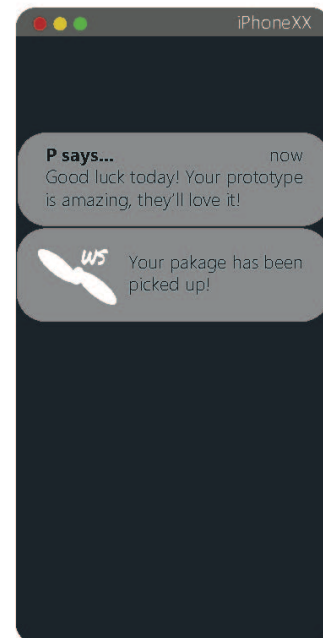 iPhoneXX
P says... now
Good luck today! Your prototype
is amazing, they'll love it!
WS
Your pakage has been
picked up!